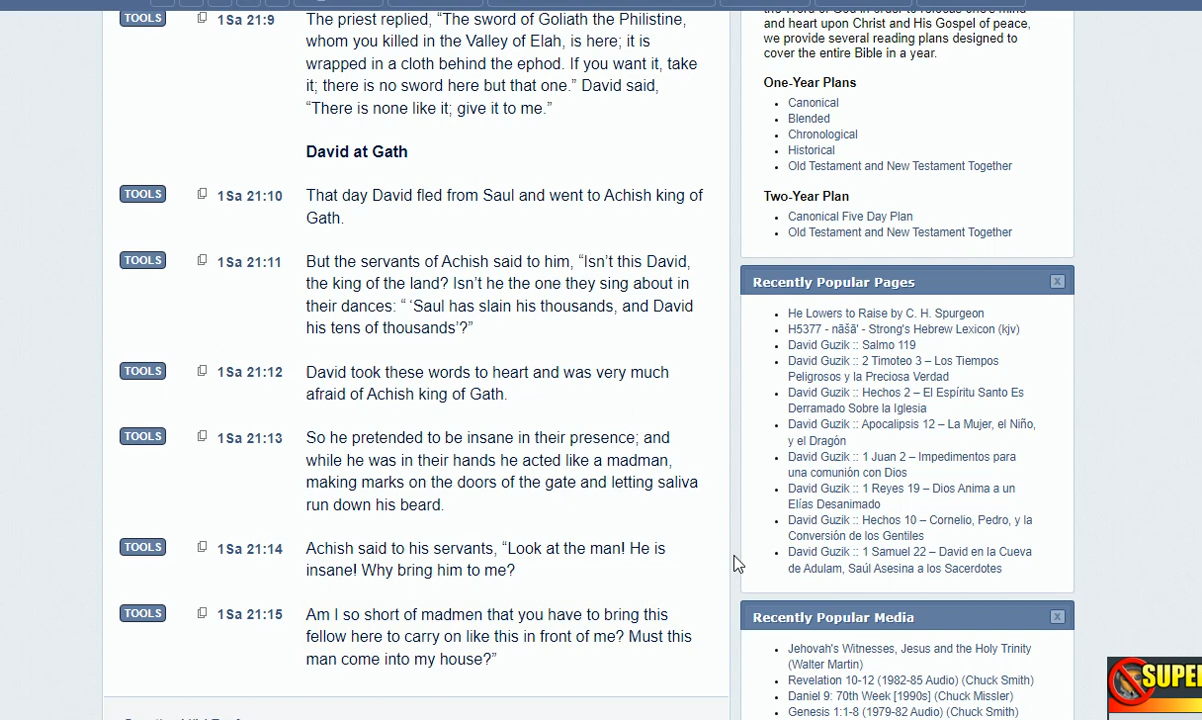 TOOLS 1Sa 21:9 The priest replied, “The sword of Goliath the Philistine,
whom you killed in the Valley of Elah, is here; it is
wrapped in a cloth behind the ephod. If you want it, take
it; there is no sword here but that one.” David said,
“There is none like it; give it to me.”
David at Gath
TOOLS 1Sa 21:10 That day David fled from Saul and went to Achish king of
Gath.
TOOLS 1Sa 21:11 But the servants of Achish said to him, “Isn’t this David,
the king of the land? Isn’t he the one they sing about in
their dances: “ ‘Saul has slain his thousands, and David
his tens of thousands’?”
TOOLS 1Sa 21:12 David took these words to heart and was very much
afraid of Achish king of Gath.
TOOLS 1Sa 21:13 So he pretended to be insane in their presence; and
while he was in their hands he acted like a madman,
making marks on the doors of the gate and letting saliva
run down his beard.
TOOLS 1Sa 21:14 Achish said to his servants, “Look at the man! He is
insane! Why bring him to me?
TOOLS 1Sa 21:15 Am I so short of madmen that you have to bring this
fellow here to carry on like this in front of me? Must this
man come into my house?”
and heart upon Christ and His Gospel of peace,
we provide several reading plans designed to
cover the entire Bible in a year.
One-Year Plans
Canonical
Blended
Chronological
Historical
Old Testament and New Testament Together
Two-Year Plan
Canonical Five Day Plan
Old Testament and New Testament Together
Recently Popular Pages x
He Lowers to Raise by C. H. Spurgeon
H5377 - nāšā' - Strong's Hebrew Lexicon (kjv)
David Guzik :: Salmo 119
David Guzik :: 2 Timoteo 3 – Los Tiempos
Peligrosos y la Preciosa Verdad
David Guzik :: Hechos 2 – El Espíritu Santo Es
Derramado Sobre la Iglesia
David Guzik :: Apocalipsis 12 – La Mujer, el Niño,
y el Dragón
David Guzik :: 1 Juan 2 – Impedimentos para
una comunión con Dios
David Guzik :: 1 Reyes 19 – Dios Anima a un
Elías Desanimado
David Guzik :: Hechos 10 – Cornelio, Pedro, y la
Conversión de los Gentiles
David Guzik :: 1 Samuel 22 – David en la Cueva
de Adulam, Saúl Asesina a los Sacerdotes
Recently Popular Media x
Jehovah's Witnesses, Jesus and the Holy Trinity
(Walter Martin)
Revelation 10-12 (1982-85 Audio) (Chuck Smith)
Daniel 9: 70th Week [1990s] (Chuck Missler)
Genesis 1:1-8 (1979-82 Audio) (Chuck Smith)
SUPER